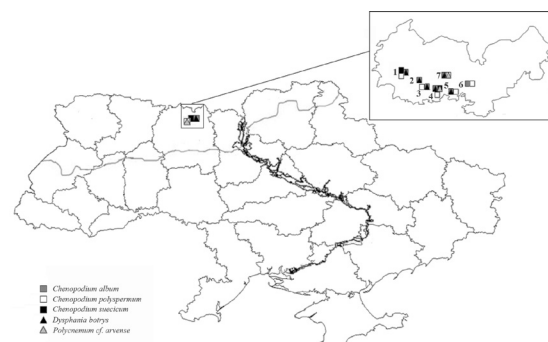 1
2
3
4
5
6
7
Chenopodium album
Chenopodium polyspermum
Chenopodium suecicum
Dysphania botrys
Polycnemum cf. arvense